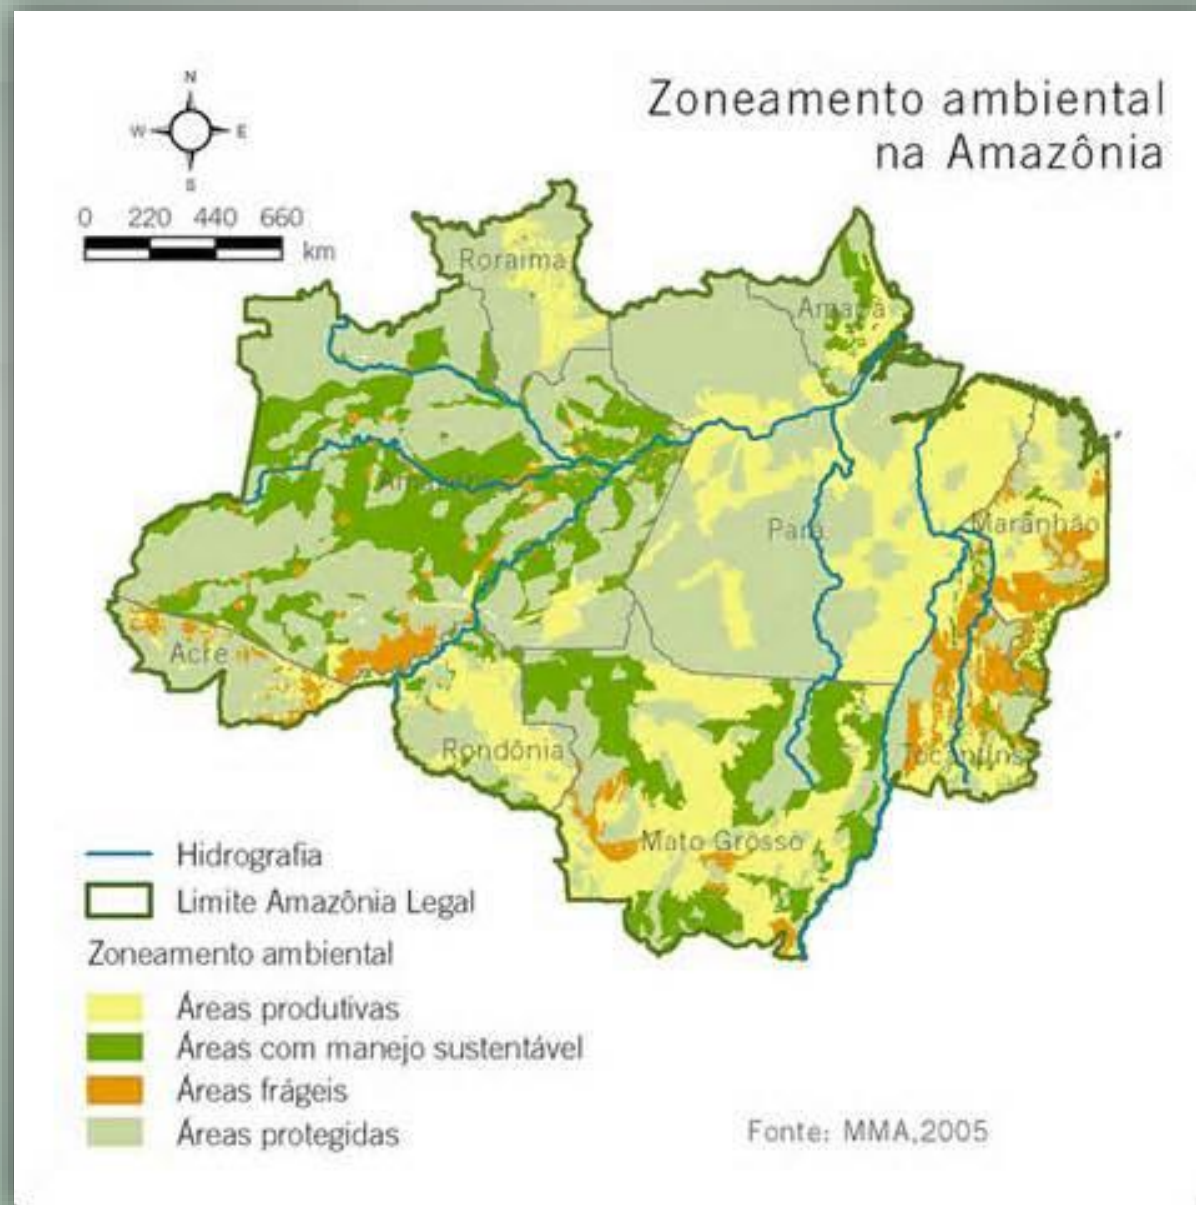 Zoneamento ambiental
na Amazônia
N
W E
S
0 220 440 660
km
Roraima
Amapá
Amazonas
Pará
Maranhão
Acre
Rondônia
Tocantins
Mato Grosso
Hidrografia
Limite Amazônia Legal
Zoneamento ambiental
Áreas produtivas
Áreas com manejo sustentável
Áreas frágeis
Áreas protegidas
Fonte: MMA,2005